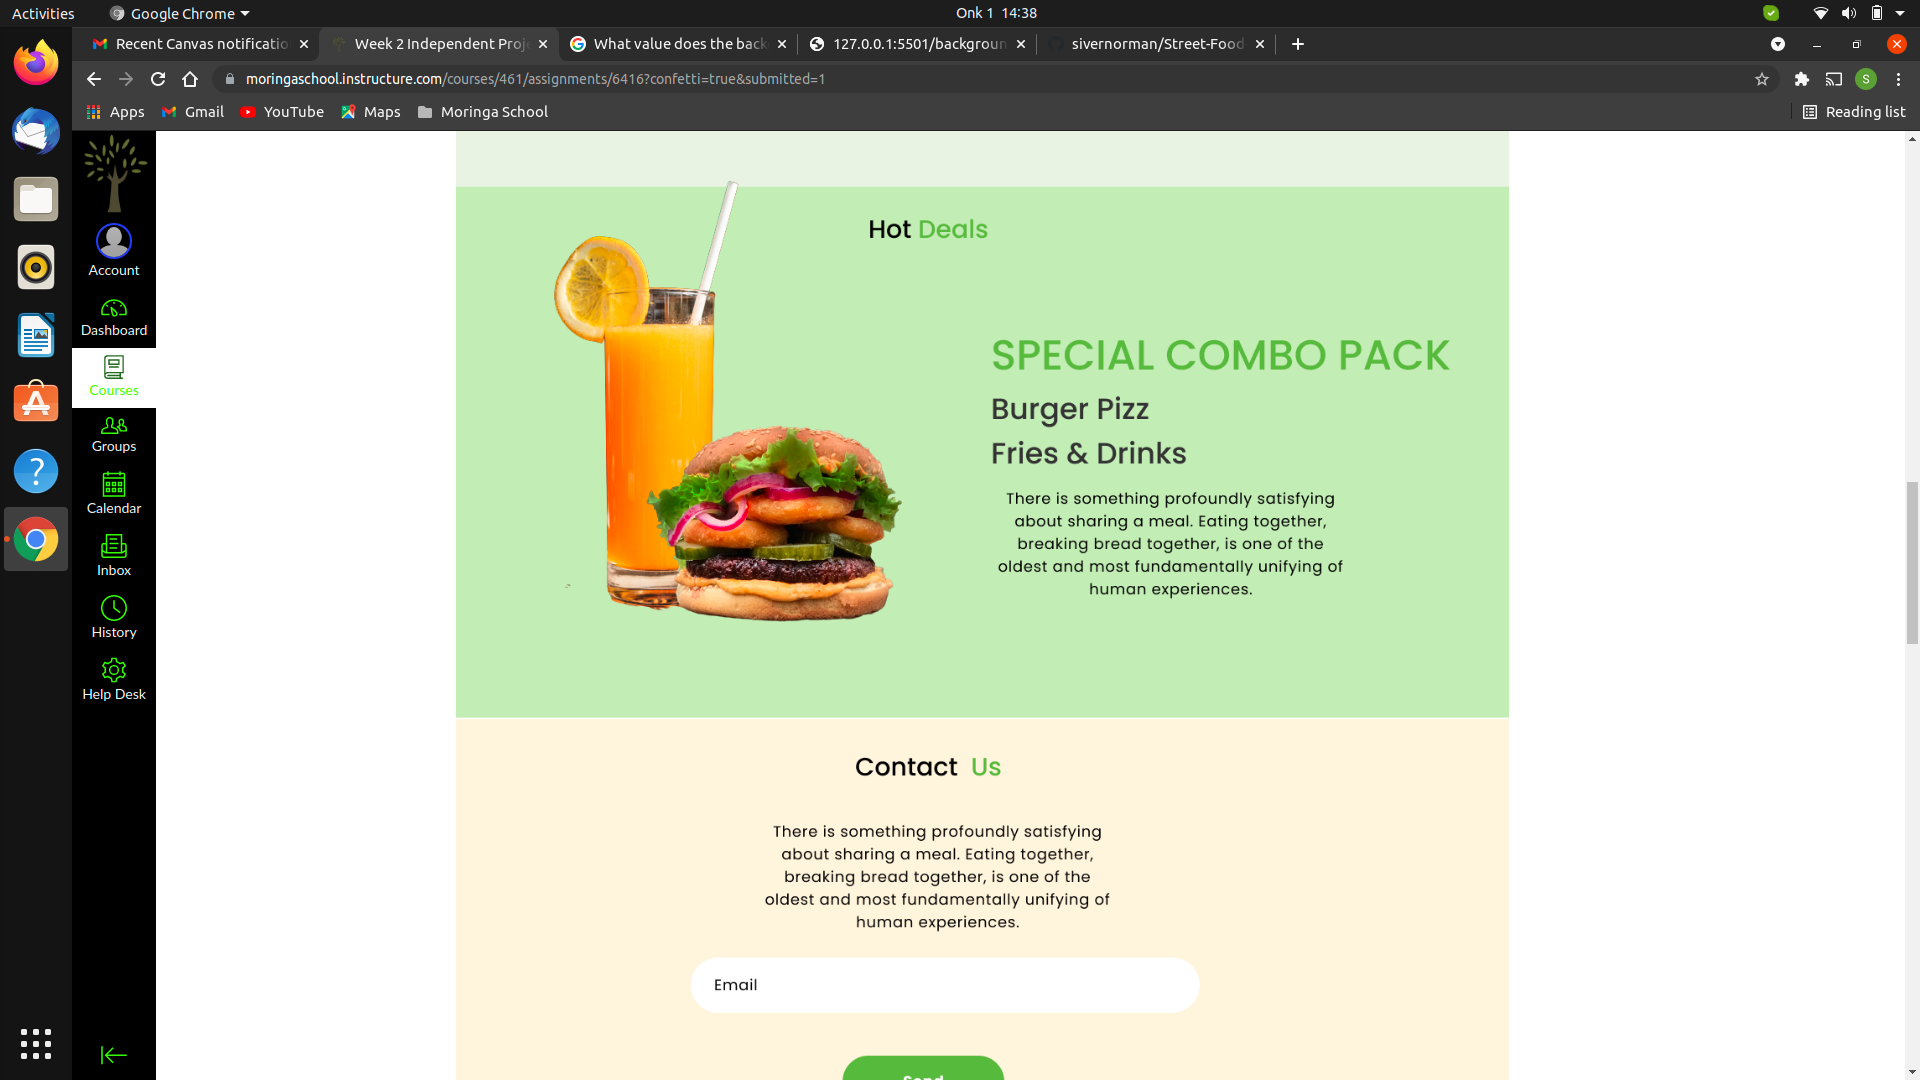 Activities
Google Chrome
Onk 1 14:38
Recent Canvas notificatio
Week 2 Independent Proj
What value does the back
127.0.0.1:5501/backgroun
sivernorman/Street-Food
moringaschool.instructure.com/courses/461/assignments/6416?confetti=true&submitted=1
S
Apps
Gmail
YouTube
Maps
Moringa School
Reading list
Account
Dashboard
Courses
Groups
Calendar
Inbox
History
Help Desk
Hot Deals
SPECIAL COMBO PACK
Burger Pizz
Fries & Drinks
There is something profoundly satisfying
about sharing a meal. Eating together,
breaking bread together, is one of the
oldest and most fundamentally unifying of
human experiences.
Contact Us
There is something profoundly satisfying
about sharing a meal. Eating together,
breaking bread together, is one of the
oldest and most fundamentally unifying of
human experiences.
Email
Send